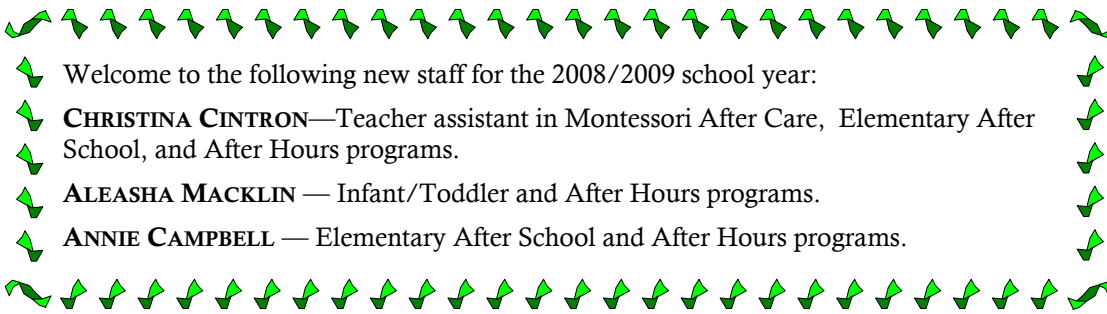 Welcome to the following new staff for the 2008/2009 school year:
CHRISTINA CINTRON—Teacher assistant in Montessori After Care,  Elementary After
School, and After Hours programs.
ALEASHA MACKLIN — Infant/Toddler and After Hours programs.
ANNIE CAMPBELL — Elementary After School and After Hours programs.